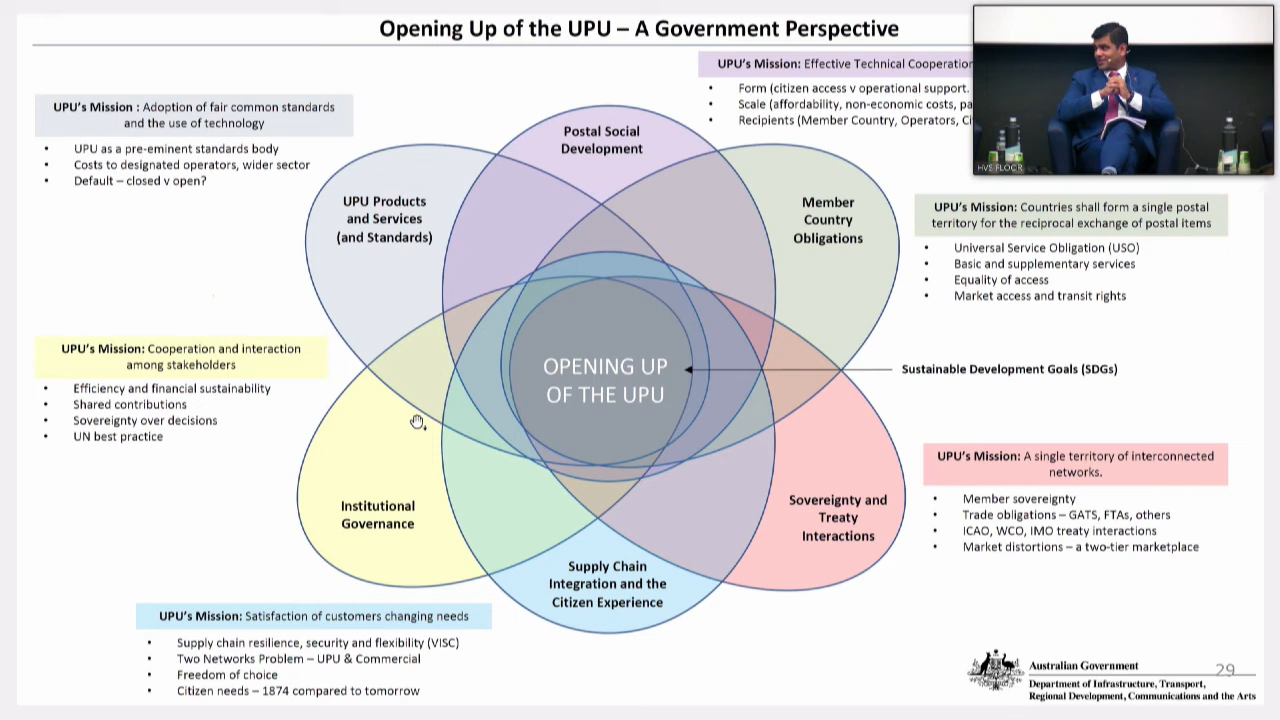 Opening Up of the UPU – A Government Perspective
UPU's Mission: Effective Technical Cooperation
• Form (citizen access v operational support.
• Scale (affordability, non-economic costs,
• Recipients (Member Country, Operators,
HVS FLOOR
UPU's Mission : Adoption of fair common standards
and the use of technology
• UPU as a pre-eminent standards body
• Costs to designated operators, wider sector
• Default – closed v open?
Postal Social
Development
UPU Products
and Services
(and Standards)
Member
Country
Obligations
UPU's Mission: Countries shall form a single postal
territory for the reciprocal exchange of postal items
• Universal Service Obligation (USO)
• Basic and supplementary services
• Equality of access
• Market access and transit rights
UPU's Mission: Cooperation and interaction
among stakeholders
• Efficiency and financial sustainability
• Shared contributions
• Sovereignty over decisions
• UN best practice
OPENING UP
OF THE UPU
Sustainable Development Goals (SDGs)
UPU's Mission: A single territory of interconnected
networks.
• Member sovereignty
• Trade obligations – GATS, FTAs, others
• ICAO, WCO, IMO treaty interactions
• Market distortions – a two-tier marketplace
Institutional
Governance
Sovereignty and
Treaty
Interactions
Supply Chain
Integration and the
Citizen Experience
UPU's Mission: Satisfaction of customers changing needs
• Supply chain resilience, security and flexibility (VISC)
• Two Networks Problem – UPU & Commercial
• Freedom of choice
• Citizen needs – 1874 compared to tomorrow
Australian Government
29
Department of Infrastructure, Transport,
Regional Development, Communications and the Arts